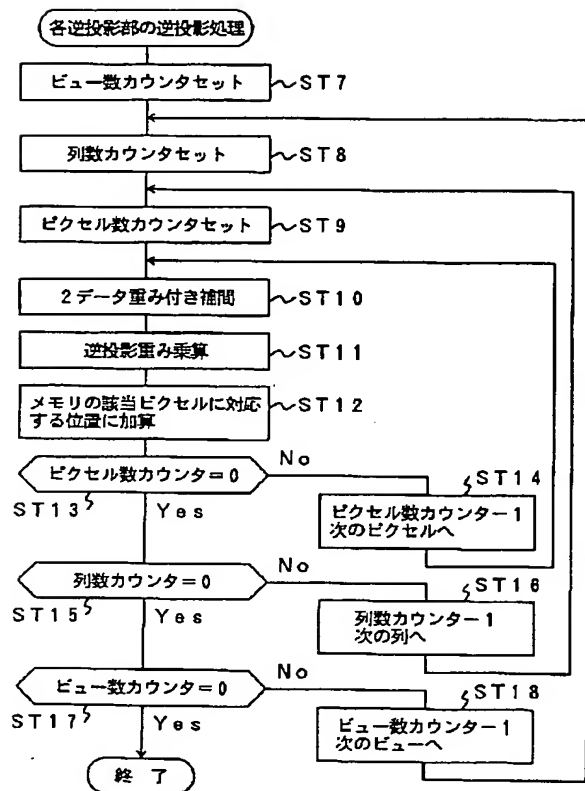 各逆投影部の逆投影処理
ビュー数カウンタセット
ST7
列数カウンタセット
ST8
ピクセル数カウンタセット
ST9
2データ重み付き補間
ST10
逆投影重み乗算
ST11
メモリの該当ピクセルに対応
する位置に加算
ST12
ピクセル数カウンタ=0
No
ST13
Yes
ST14
ピクセル数カウンター1
次のピクセルへ
列数カウンタ=0
No
ST15
Yes
ST16
列数カウンター1
次の列へ
ビュー数カウンタ=0
No
ST17
Yes
ST18
ビュー数カウンター1
次のビューへ
終了